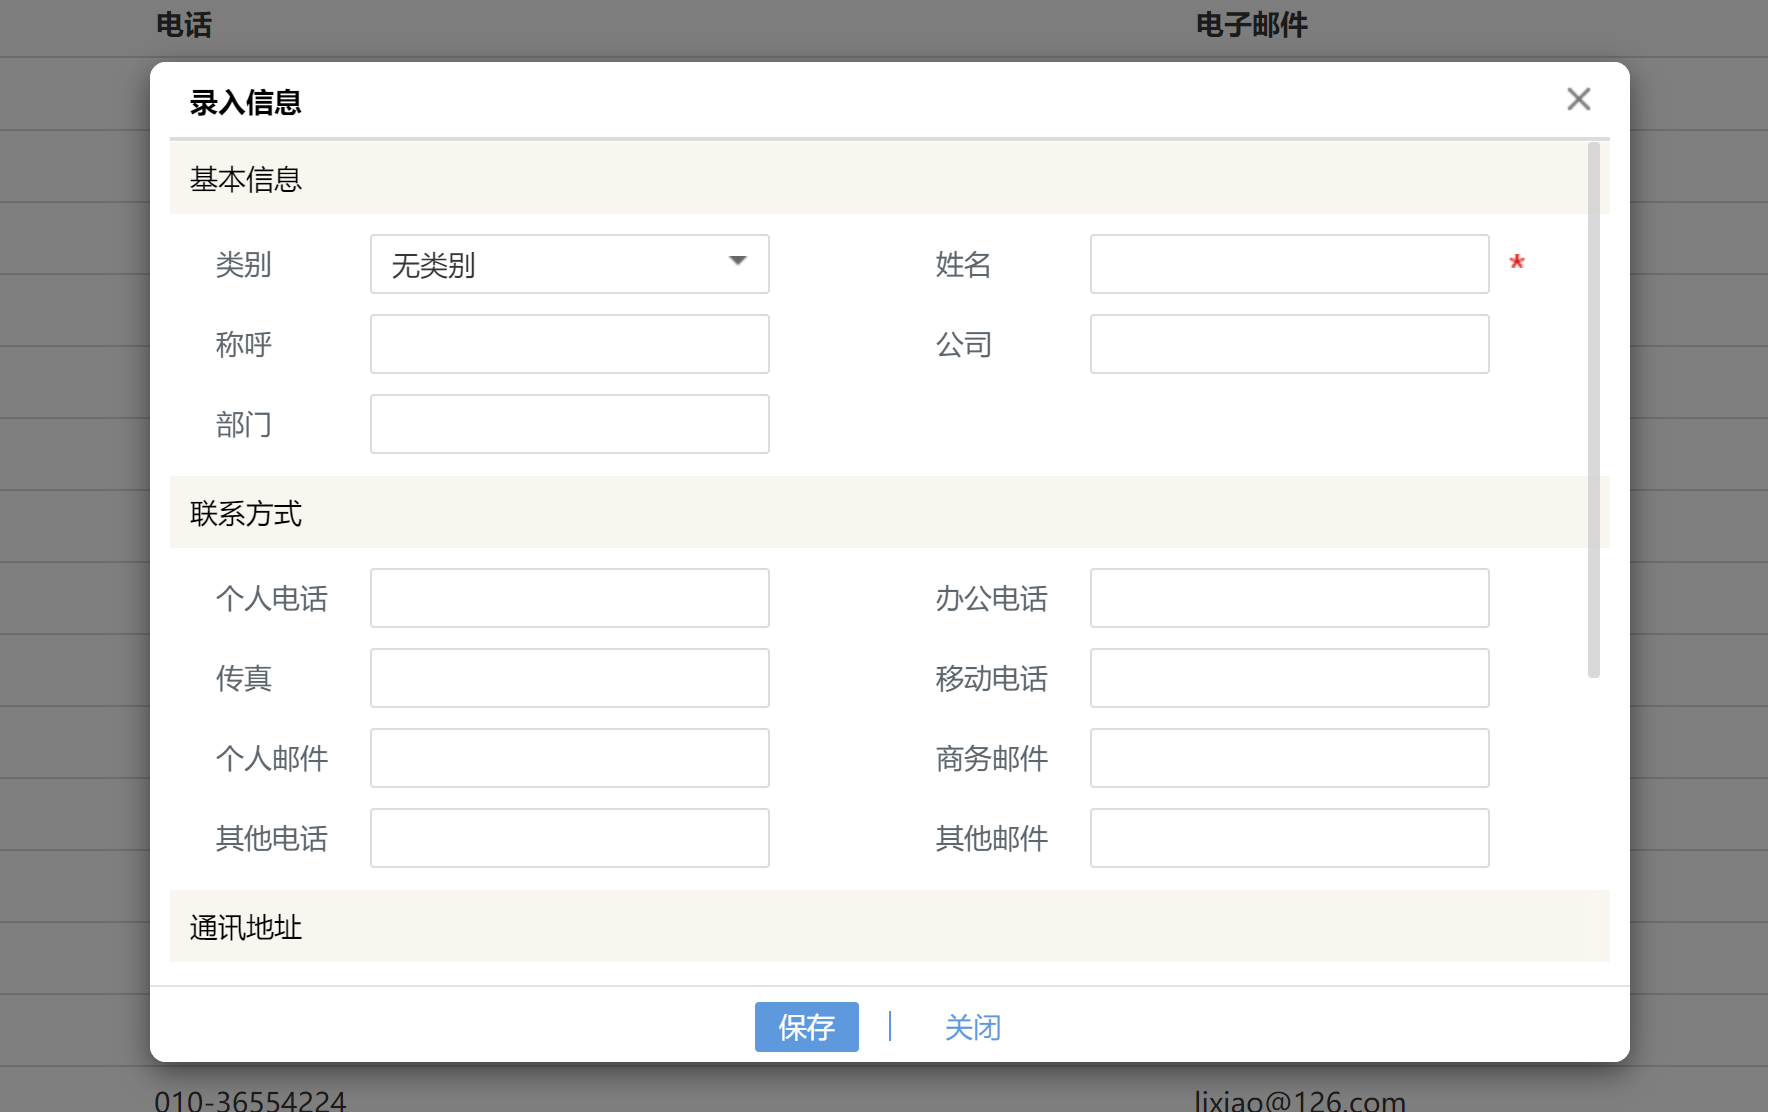 电话 电子邮件
录入信息
基本信息
类别 无类别 姓名 *
称呼 公司
部门
联系方式
个人电话 办公电话
传真 移动电话
个人邮件 商务邮件
其他电话 其他邮件
通讯地址
保存 | 关闭
010-36554224 lixiao@126.com